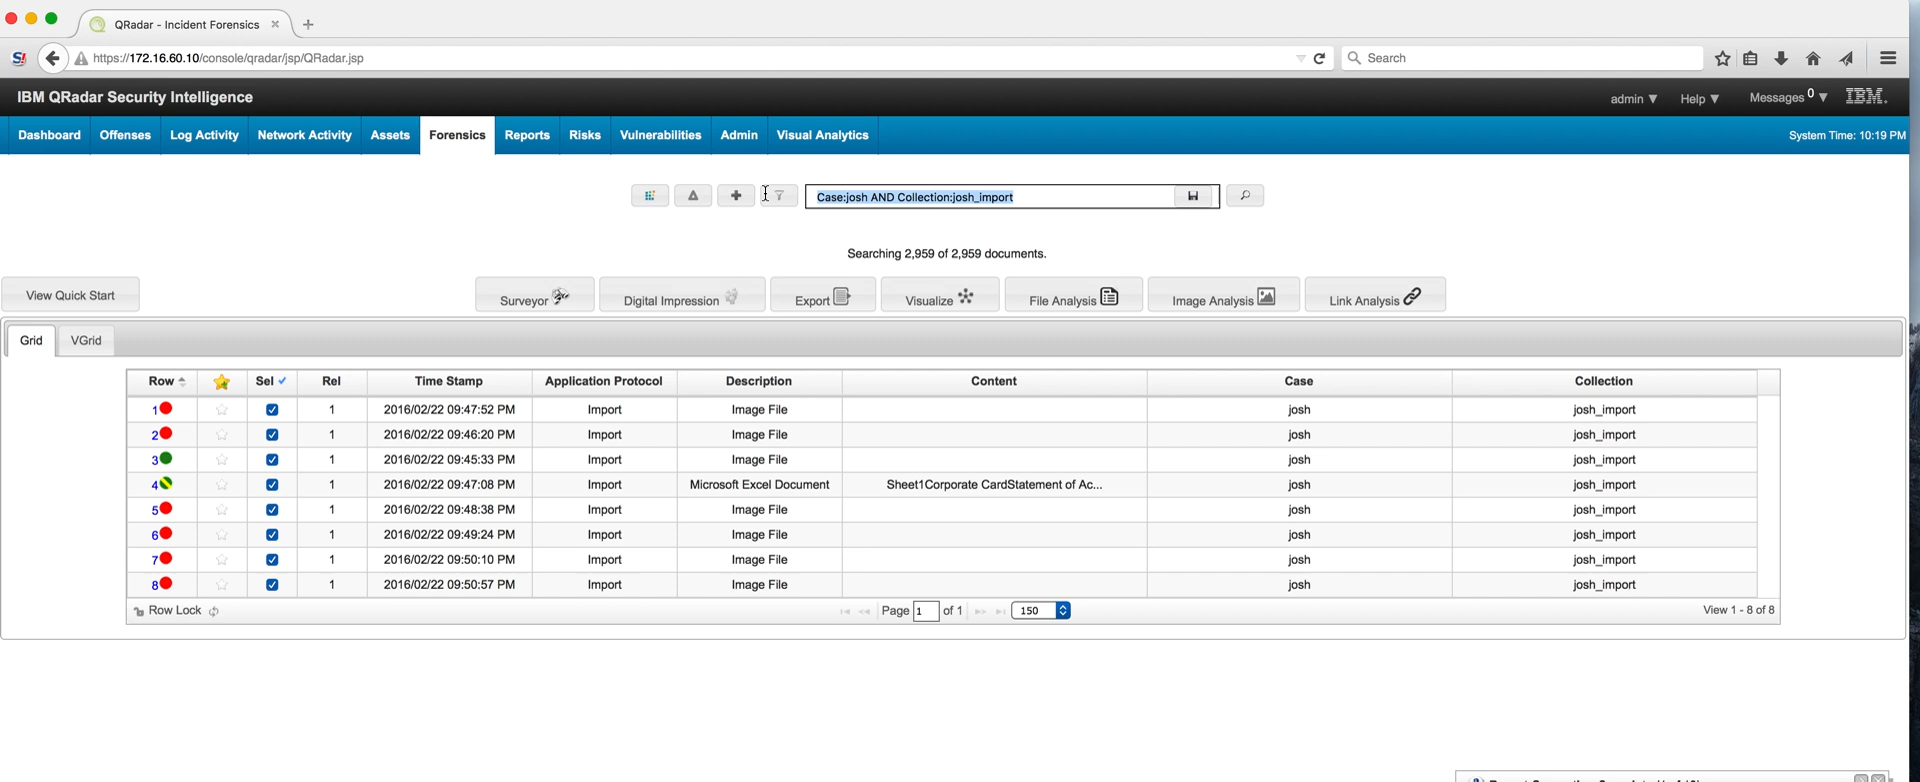 QRadar - Incident Forensics
https://172.16.60.10/console/qradar/jsp/QRadar.jsp
Search
IBM QRadar Security Intelligence
admin
Help
Messages 0
IBM
Dashboard Offenses Log Activity Network Activity Assets Forensics Reports Risks Vulnerabilities Admin Visual Analytics
System Time: 10:19 PM
Case:josh AND Collection:josh_import
Searching 2,959 of 2,959 documents.
View Quick Start
Surveyor Digital Impression Export Visualize File Analysis Image Analysis Link Analysis
Grid VGrid
Row Sel Rel Time Stamp Application Protocol Description Content Case Collection
1 1 2016/02/22 09:47:52 PM Import Image File josh josh_import
2 1 2016/02/22 09:46:20 PM Import Image File josh josh_import
3 1 2016/02/22 09:45:33 PM Import Image File josh josh_import
4 1 2016/02/22 09:47:08 PM Import Microsoft Excel Document Sheet1Corporate CardStatement of Ac... josh josh_import
5 1 2016/02/22 09:48:38 PM Import Image File josh josh_import
6 1 2016/02/22 09:49:24 PM Import Image File josh josh_import
7 1 2016/02/22 09:50:10 PM Import Image File josh josh_import
8 1 2016/02/22 09:50:57 PM Import Image File josh josh_import
Row Lock
Page 1 of 1
150
View 1 - 8 of 8